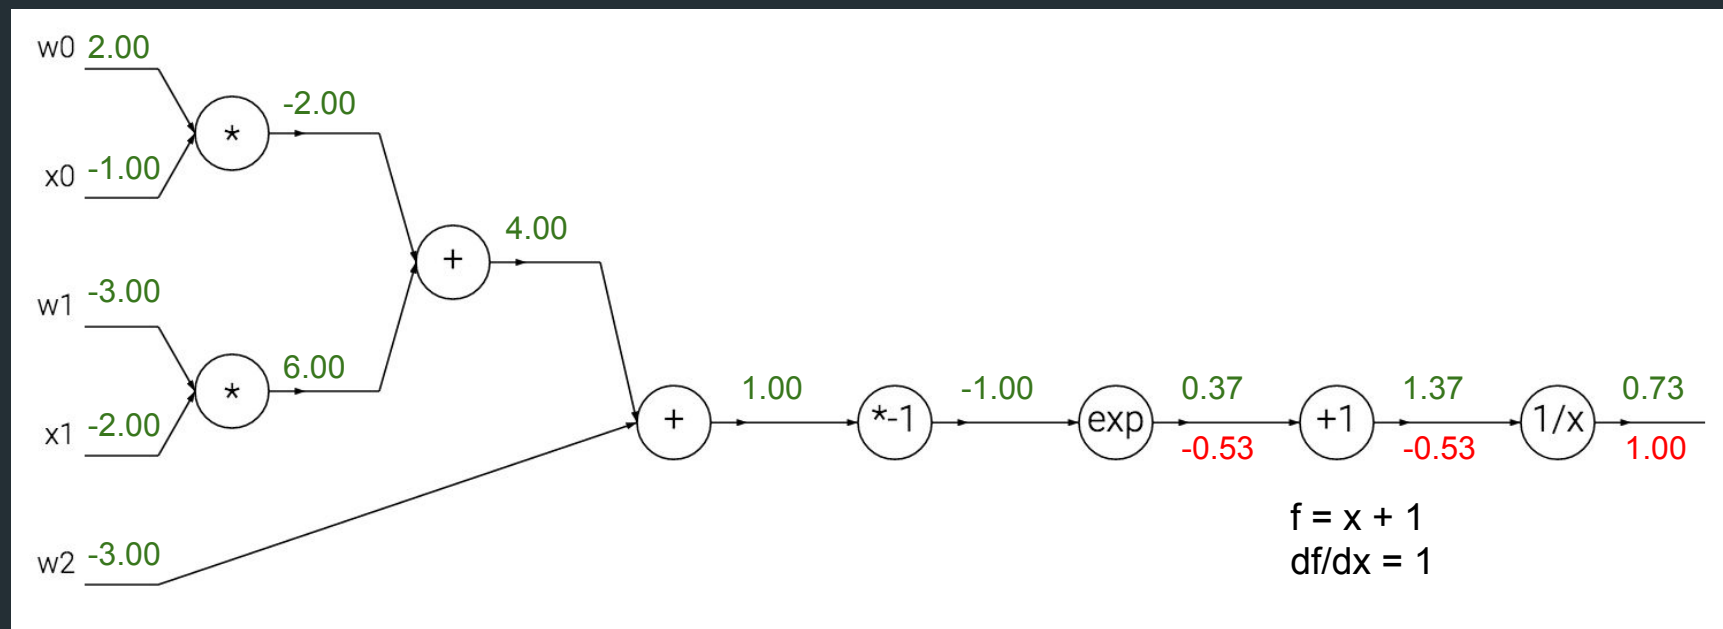 w0 2.00
-2.00
*
x0 -1.00
4.00
+
w1 -3.00
6.00
*
x1 -2.00
+ 1.00 *-1 -1.00 exp 0.37 +1 1.37 1/x 0.73
-0.53 -0.53 1.00
f = x + 1
df/dx = 1
w2 -3.00